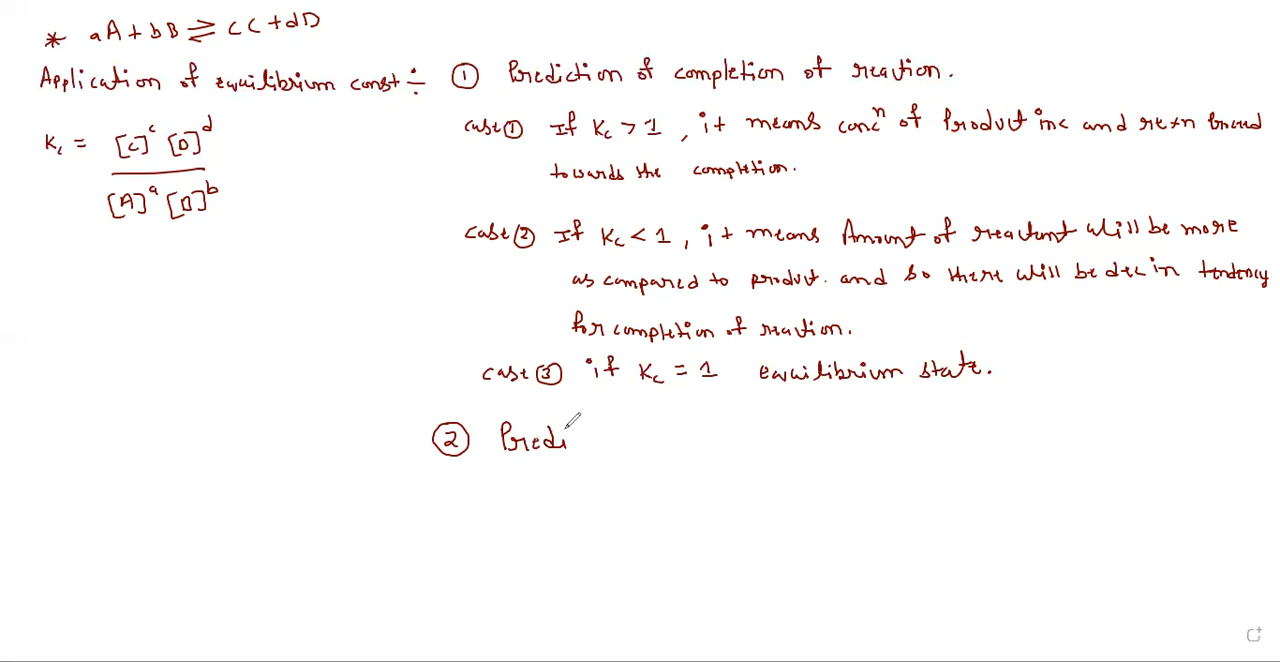 * aA + bB ⇌ cC + dD
Application of equilibrium const ÷ ① Prediction of completion of reaction.
case ① If Kc > 1, it means concⁿ of Product inc and rexn
towards the completion.
Kc = [C]ᶜ [D]ᵈ
[A]ᵃ [B]ᵇ
case ② If Kc < 1, it means Amount of reactant will be more
as compared to product. and so there will be dec in tendency
for completion of reaction.
case ③ if Kc = 1 equilibrium state.
② Predi